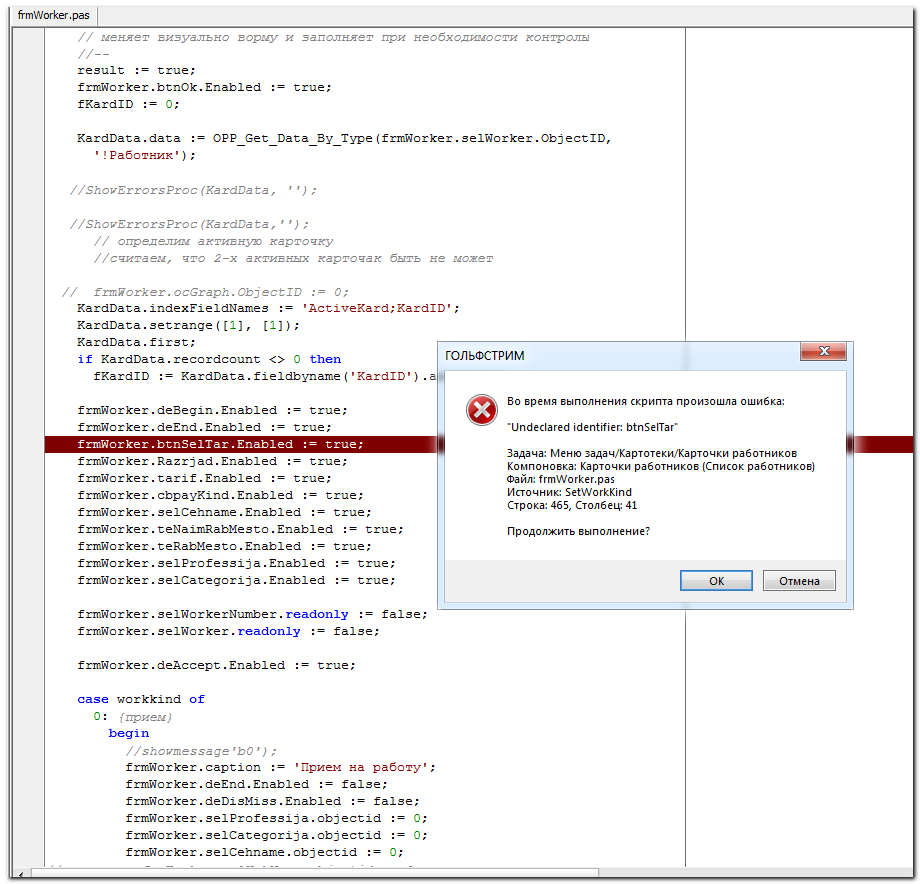 frmWorker.pas
// меняет визуально ворму и заполняет при необходимости контролы
//--
result := true;
frmWorker.btnOk.Enabled := true;
fKardID := 0;
KardData.data := OPP_Get_Data_By_Type(frmWorker.selWorker.ObjectID,
'!Работник');
//ShowErrorsProc(KardData, '');
//ShowErrorsProc(KardData,'');
// определим активную карточку
//считаем, что 2-х активных карточак быть не может
// frmWorker.ocGraph.ObjectID := 0;
KardData.indexFieldNames := 'ActiveKard;KardID';
KardData.setrange([1], [1]);
KardData.first;
if KardData.recordcount <> 0 then
fKardID := KardData.fieldbyname('KardID').a
frmWorker.deBegin.Enabled := true;
frmWorker.deEnd.Enabled := true;
frmWorker.btnSelTar.Enabled := true;
frmWorker.Razrjad.Enabled := true;
frmWorker.tarif.Enabled := true;
frmWorker.cbpayKind.Enabled := true;
frmWorker.selCehname.Enabled := true;
frmWorker.teNaimRabMesto.Enabled := true;
frmWorker.teRabMesto.Enabled := true;
frmWorker.selProfessija.Enabled := true;
frmWorker.selCategorija.Enabled := true;
frmWorker.selWorkerNumber.readonly := false;
frmWorker.selWorker.readonly := false;
frmWorker.deAccept.Enabled := true;
case workkind of
0: {прием}
begin
//showmessage'b0');
frmWorker.caption := 'Прием на работу';
frmWorker.deEnd.Enabled := false;
frmWorker.deDisMiss.Enabled := false;
frmWorker.selProfessija.objectid := 0;
frmWorker.selCategorija.objectid := 0;
frmWorker.selCehname.objectid := 0;
ГОЛЬФСТРИМ
Во время выполнения скрипта произошла ошибка:
"Undeclared identifier: btnSelTar"
Задача: Меню задач/Картотеки/Карточки работников
Компоновка: Карточки работников (Список работников)
Файл: frmWorker.pas
Источник: SetWorkKind
Строка: 465, Столбец: 41
Продолжить выполнение?
ОК
Отмена